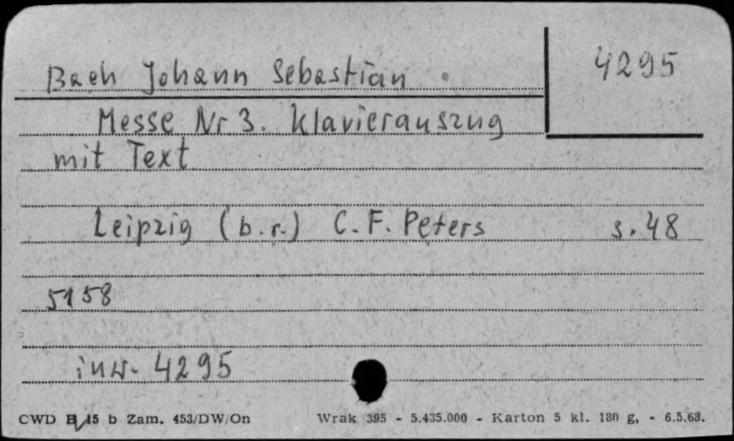 Bach Johann Sebastian.
4295
Messe Nr 3. Klavierauszug
mit Text
Leipzig (b.r.) C.F. Peters s. 48
5158
inw. 4295
CWD B/15 b Zam. 453/DW/On Wrak 395 - 5.435.000 - Karton 5 kl. 180 g, - 6.5.68.